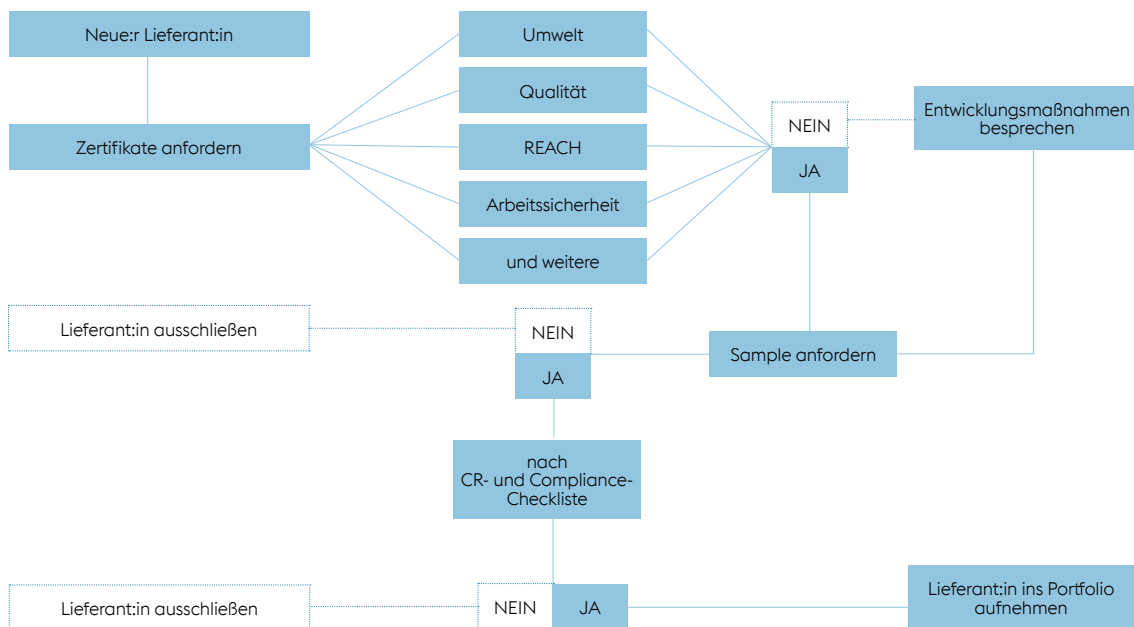 Neue:r Lieferant:in
Zertifikate anfordern
Umwelt
Qualität
REACH
Arbeitssicherheit
und weitere
NEIN
JA
Entwicklungsmaßnahmen
besprechen
Sample anfordern
NEIN
JA
Lieferant:in ausschließen
nach
CR- und Compliance-
Checkliste
Lieferant:in ausschließen
NEIN
JA
Lieferant:in ins Portfolio
aufnehmen